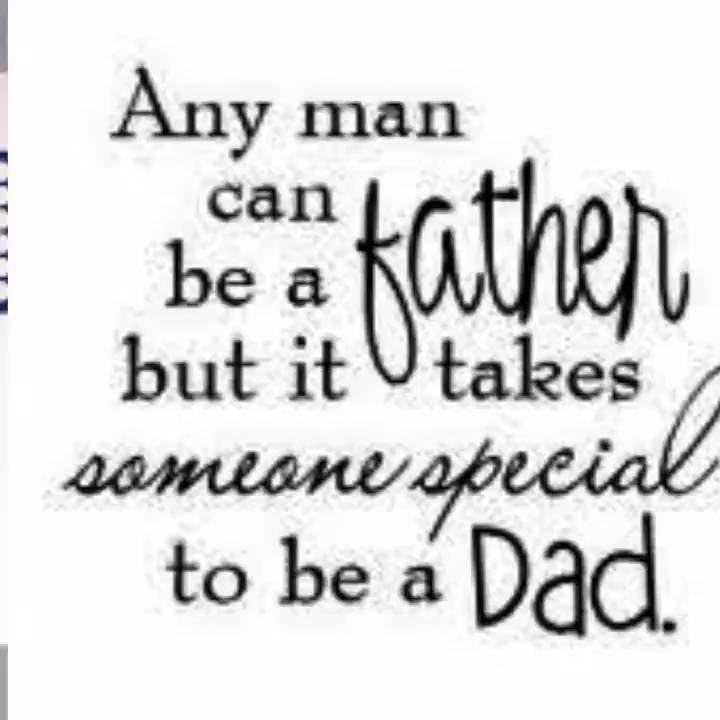 Any man
can
be a father
but it takes
someone special
to be a Dad.